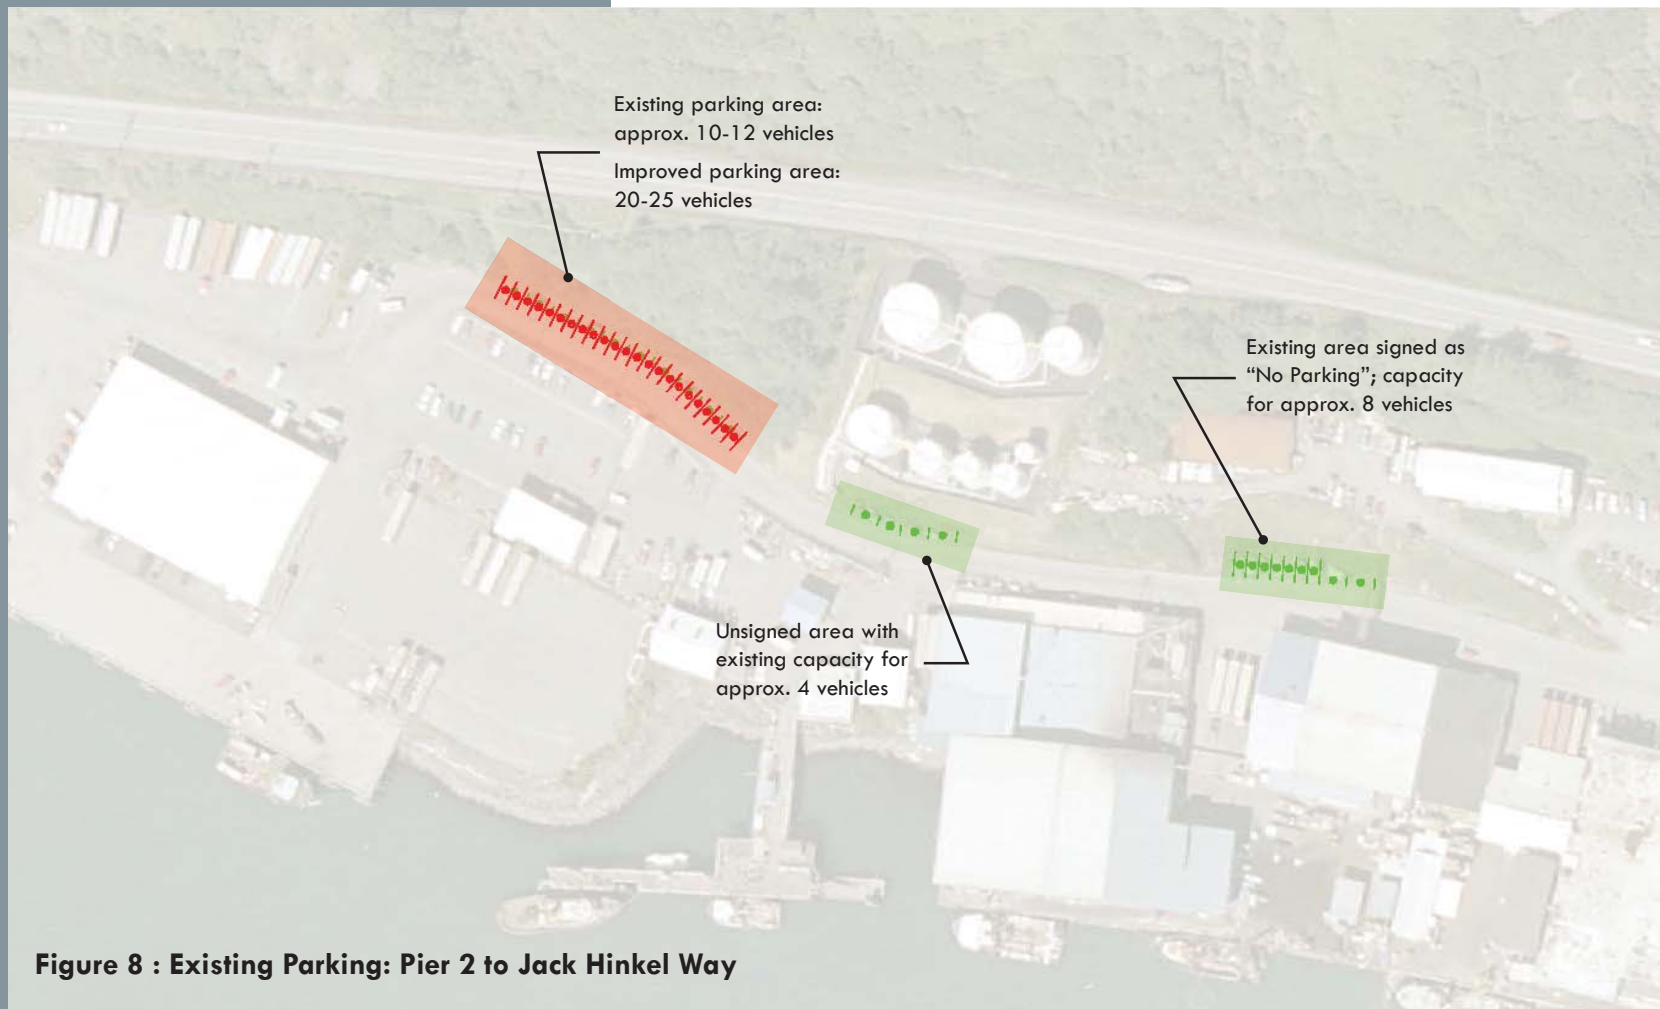 Existing parking area:
approx. 10-12 vehicles
Improved parking area:
20-25 vehicles
Existing area signed as
“No Parking”; capacity
for approx. 8 vehicles
Unsigned area with
existing capacity for
approx. 4 vehicles
Figure 8 : Existing Parking: Pier 2 to Jack Hinkel Way